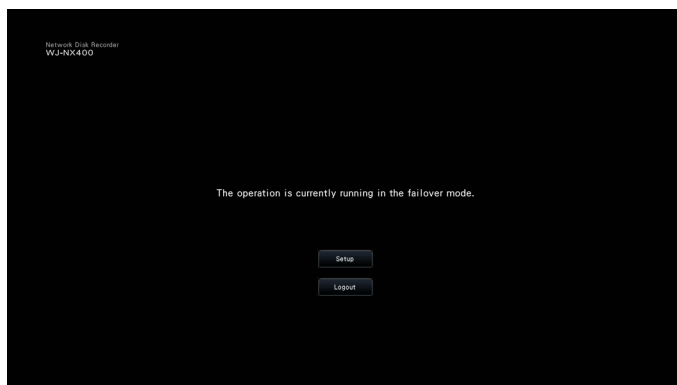 Network Disk Recorder
WJ-NX400
The operation is currently running in the failover mode.
Setup
Logout